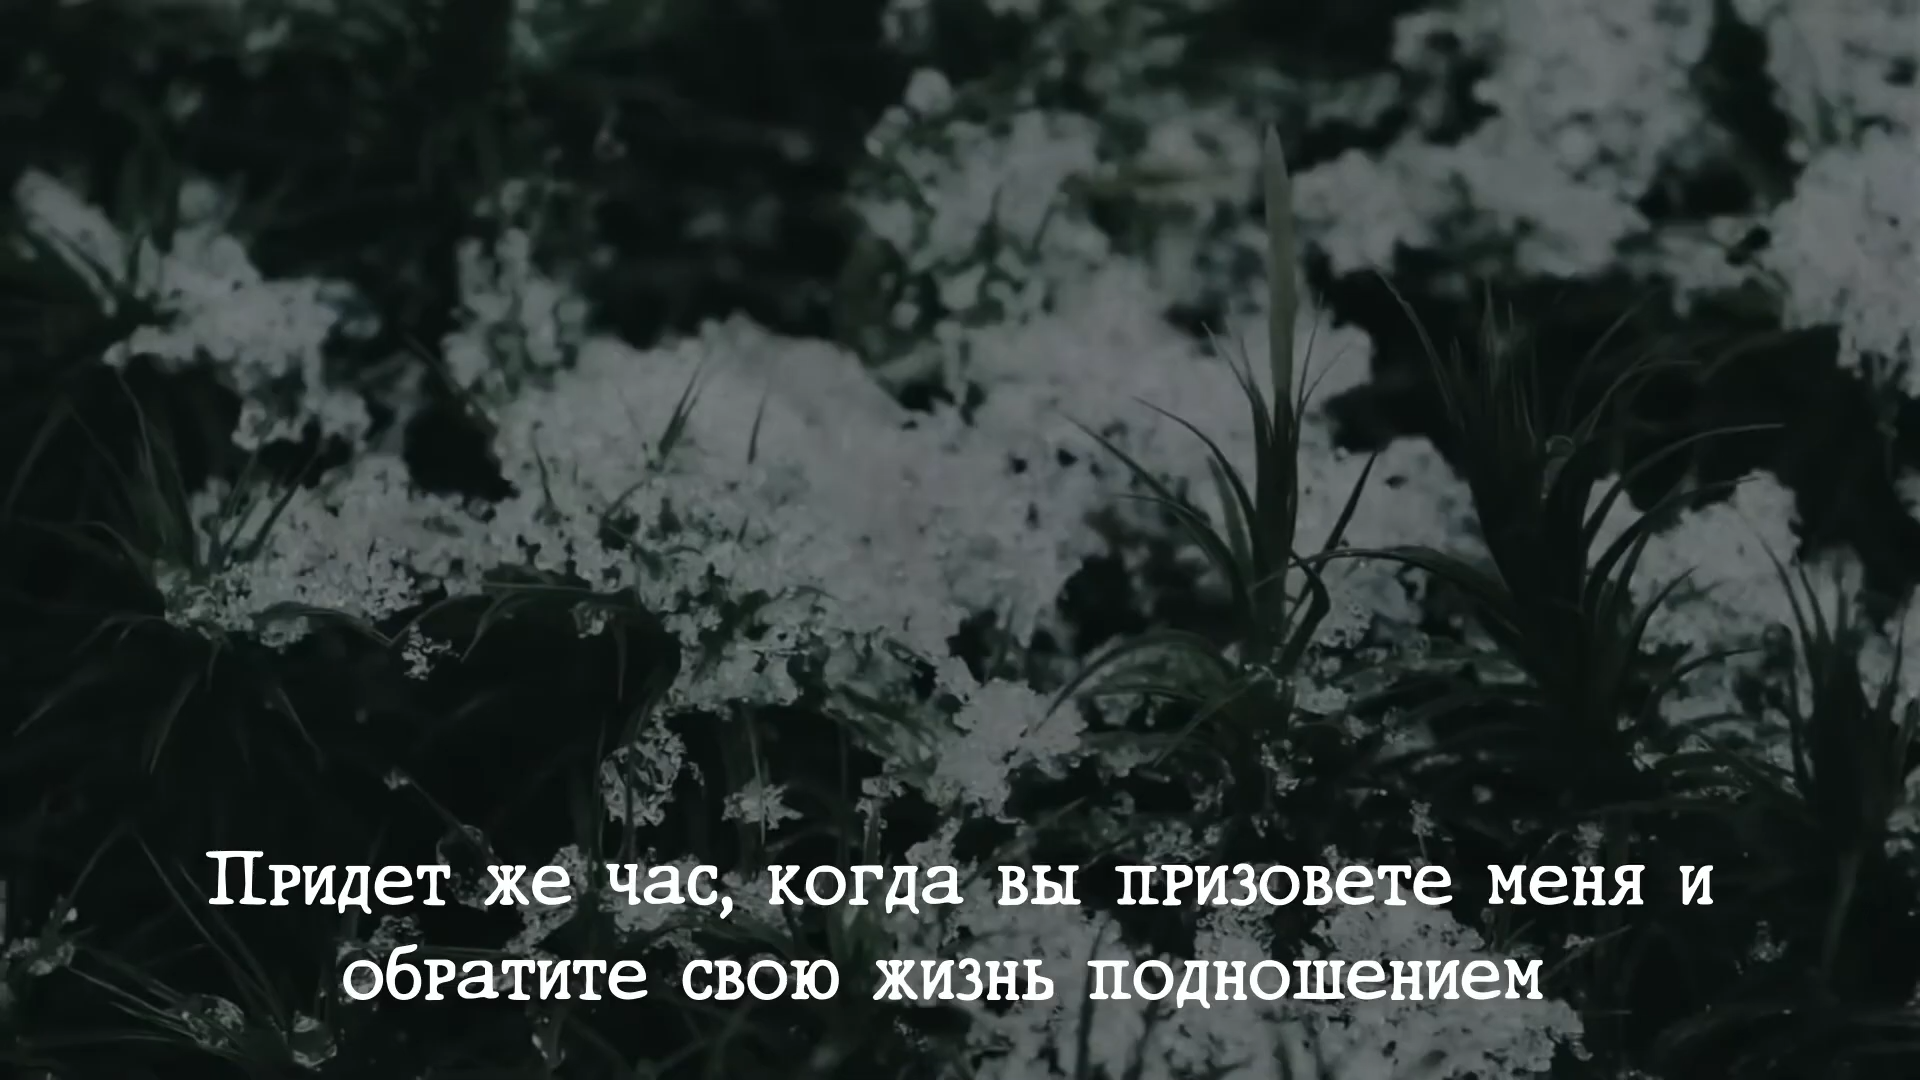 Придет же час, когда вы призовете меня и
обратите свою жизнь подношением